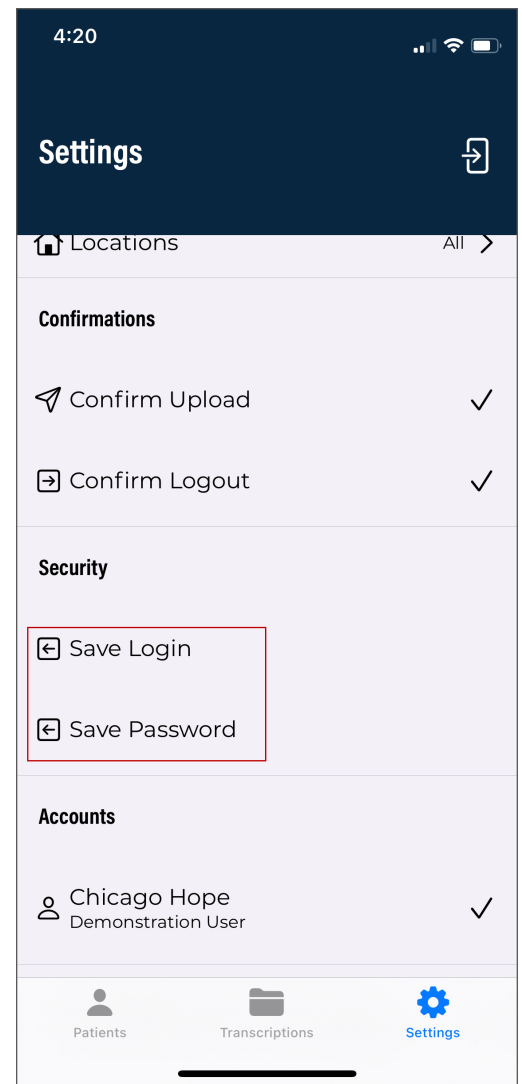 4:20
Settings
Locations All
Confirmations
Confirm Upload
Confirm Logout
Security
Save Login
Save Password
Accounts
Chicago Hope
Demonstration User
Patients Transcriptions Settings